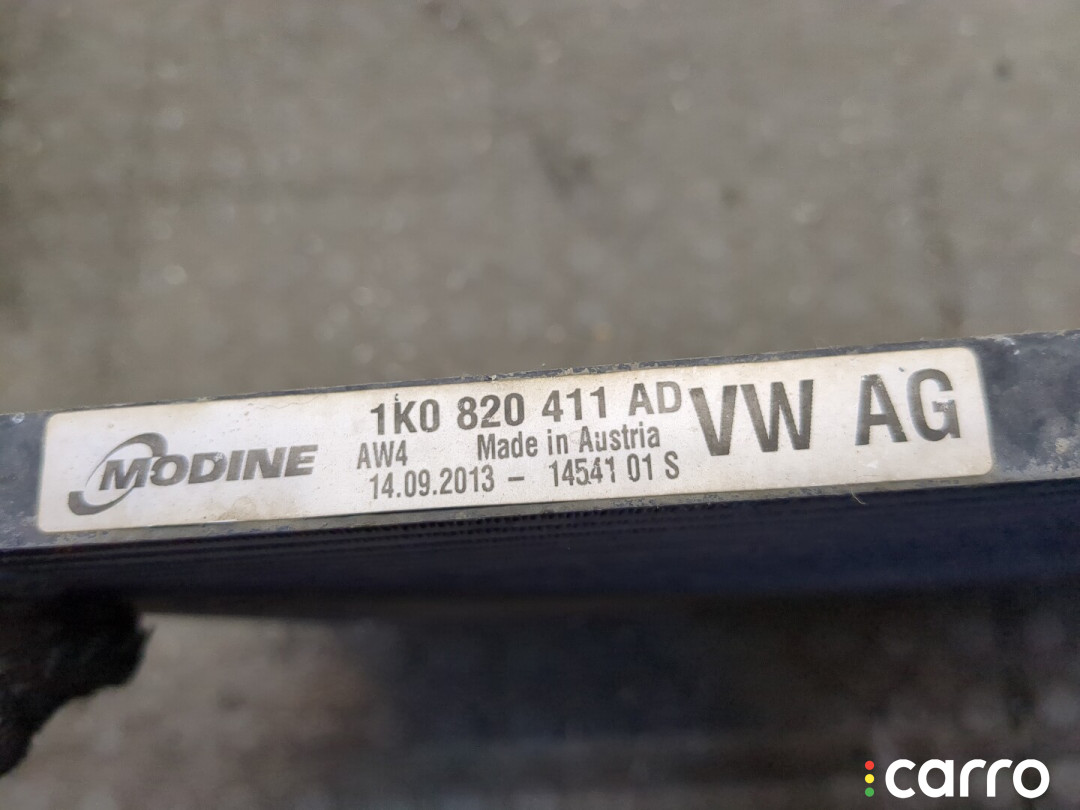 MODINE
1K0 820 411 AD
AW4 Made in Austria
14.09.2013 - 14541 01 S
VW AG
carro